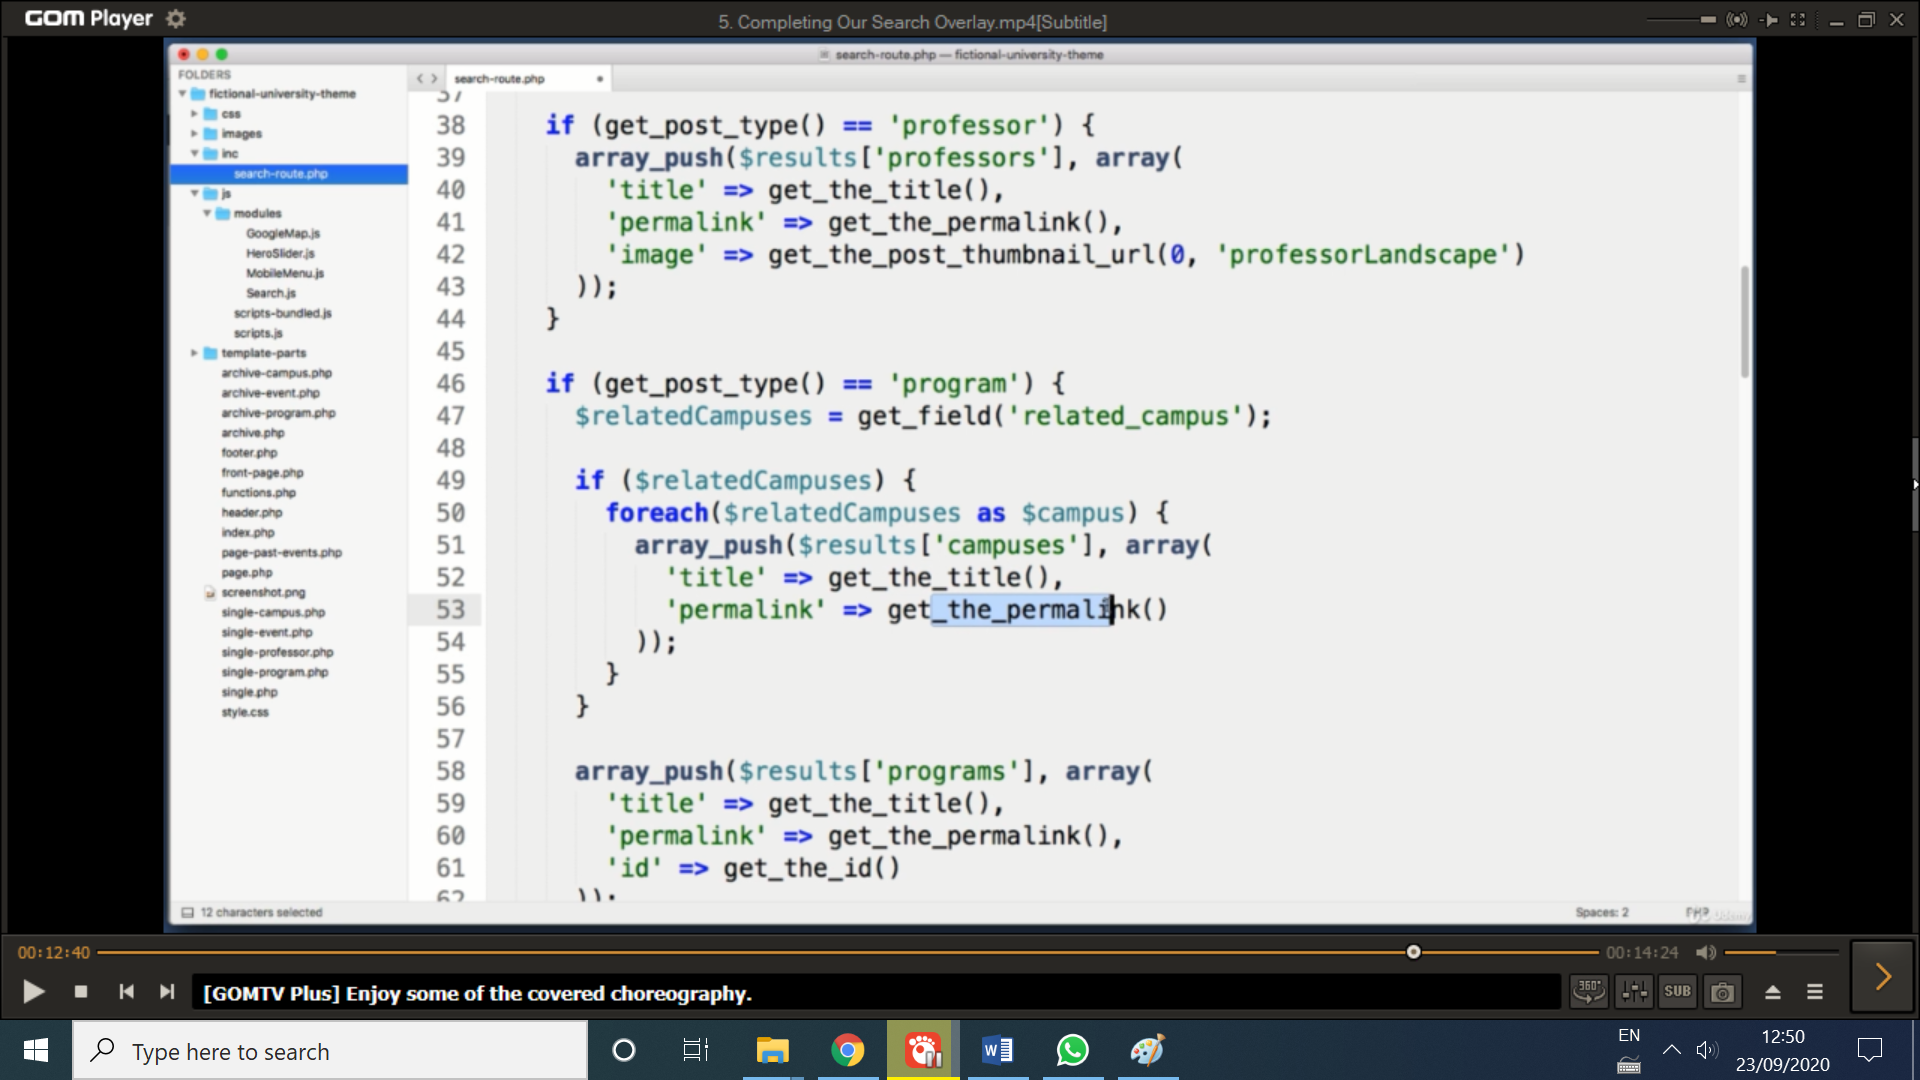 GOM Player
5. Completing Our Search Overlay.mp4[Subtitle]
search-route.php — fictional-university-theme
FOLDERS
fictional-university-theme
css
images
inc
search-route.php
js
modules
GoogleMap.js
HeroSlider.js
MobileMenu.js
Search.js
scripts-bundled.js
scripts.js
template-parts
archive-campus.php
archive-event.php
archive-program.php
archive.php
footer.php
front-page.php
functions.php
header.php
index.php
page-past-events.php
page.php
screenshot.png
single-campus.php
single-event.php
single-professor.php
single-program.php
single.php
style.css
search-route.php
37
38 if (get_post_type() == 'professor') {
39 array_push($results['professors'], array(
40 'title' => get_the_title(),
41 'permalink' => get_the_permalink(),
42 'image' => get_the_post_thumbnail_url(0, 'professorLandscape')
43 ));
44 }
45
46 if (get_post_type() == 'program') {
47 $relatedCampuses = get_field('related_campus');
48
49 if ($relatedCampuses) {
50 foreach($relatedCampuses as $campus) {
51 array_push($results['campuses'], array(
52 'title' => get_the_title(),
53 'permalink' => get_the_permalink()
54 ));
55 }
56 }
57
58 array_push($results['programs'], array(
59 'title' => get_the_title(),
60 'permalink' => get_the_permalink(),
61 'id' => get_the_id()
62 ));
12 characters selected
Spaces: 2
PHP
Udemy
00:12:40
00:14:24
[GOMTV Plus] Enjoy some of the covered choreography.
360°
SUB
Type here to search
W
EN
12:50
23/09/2020